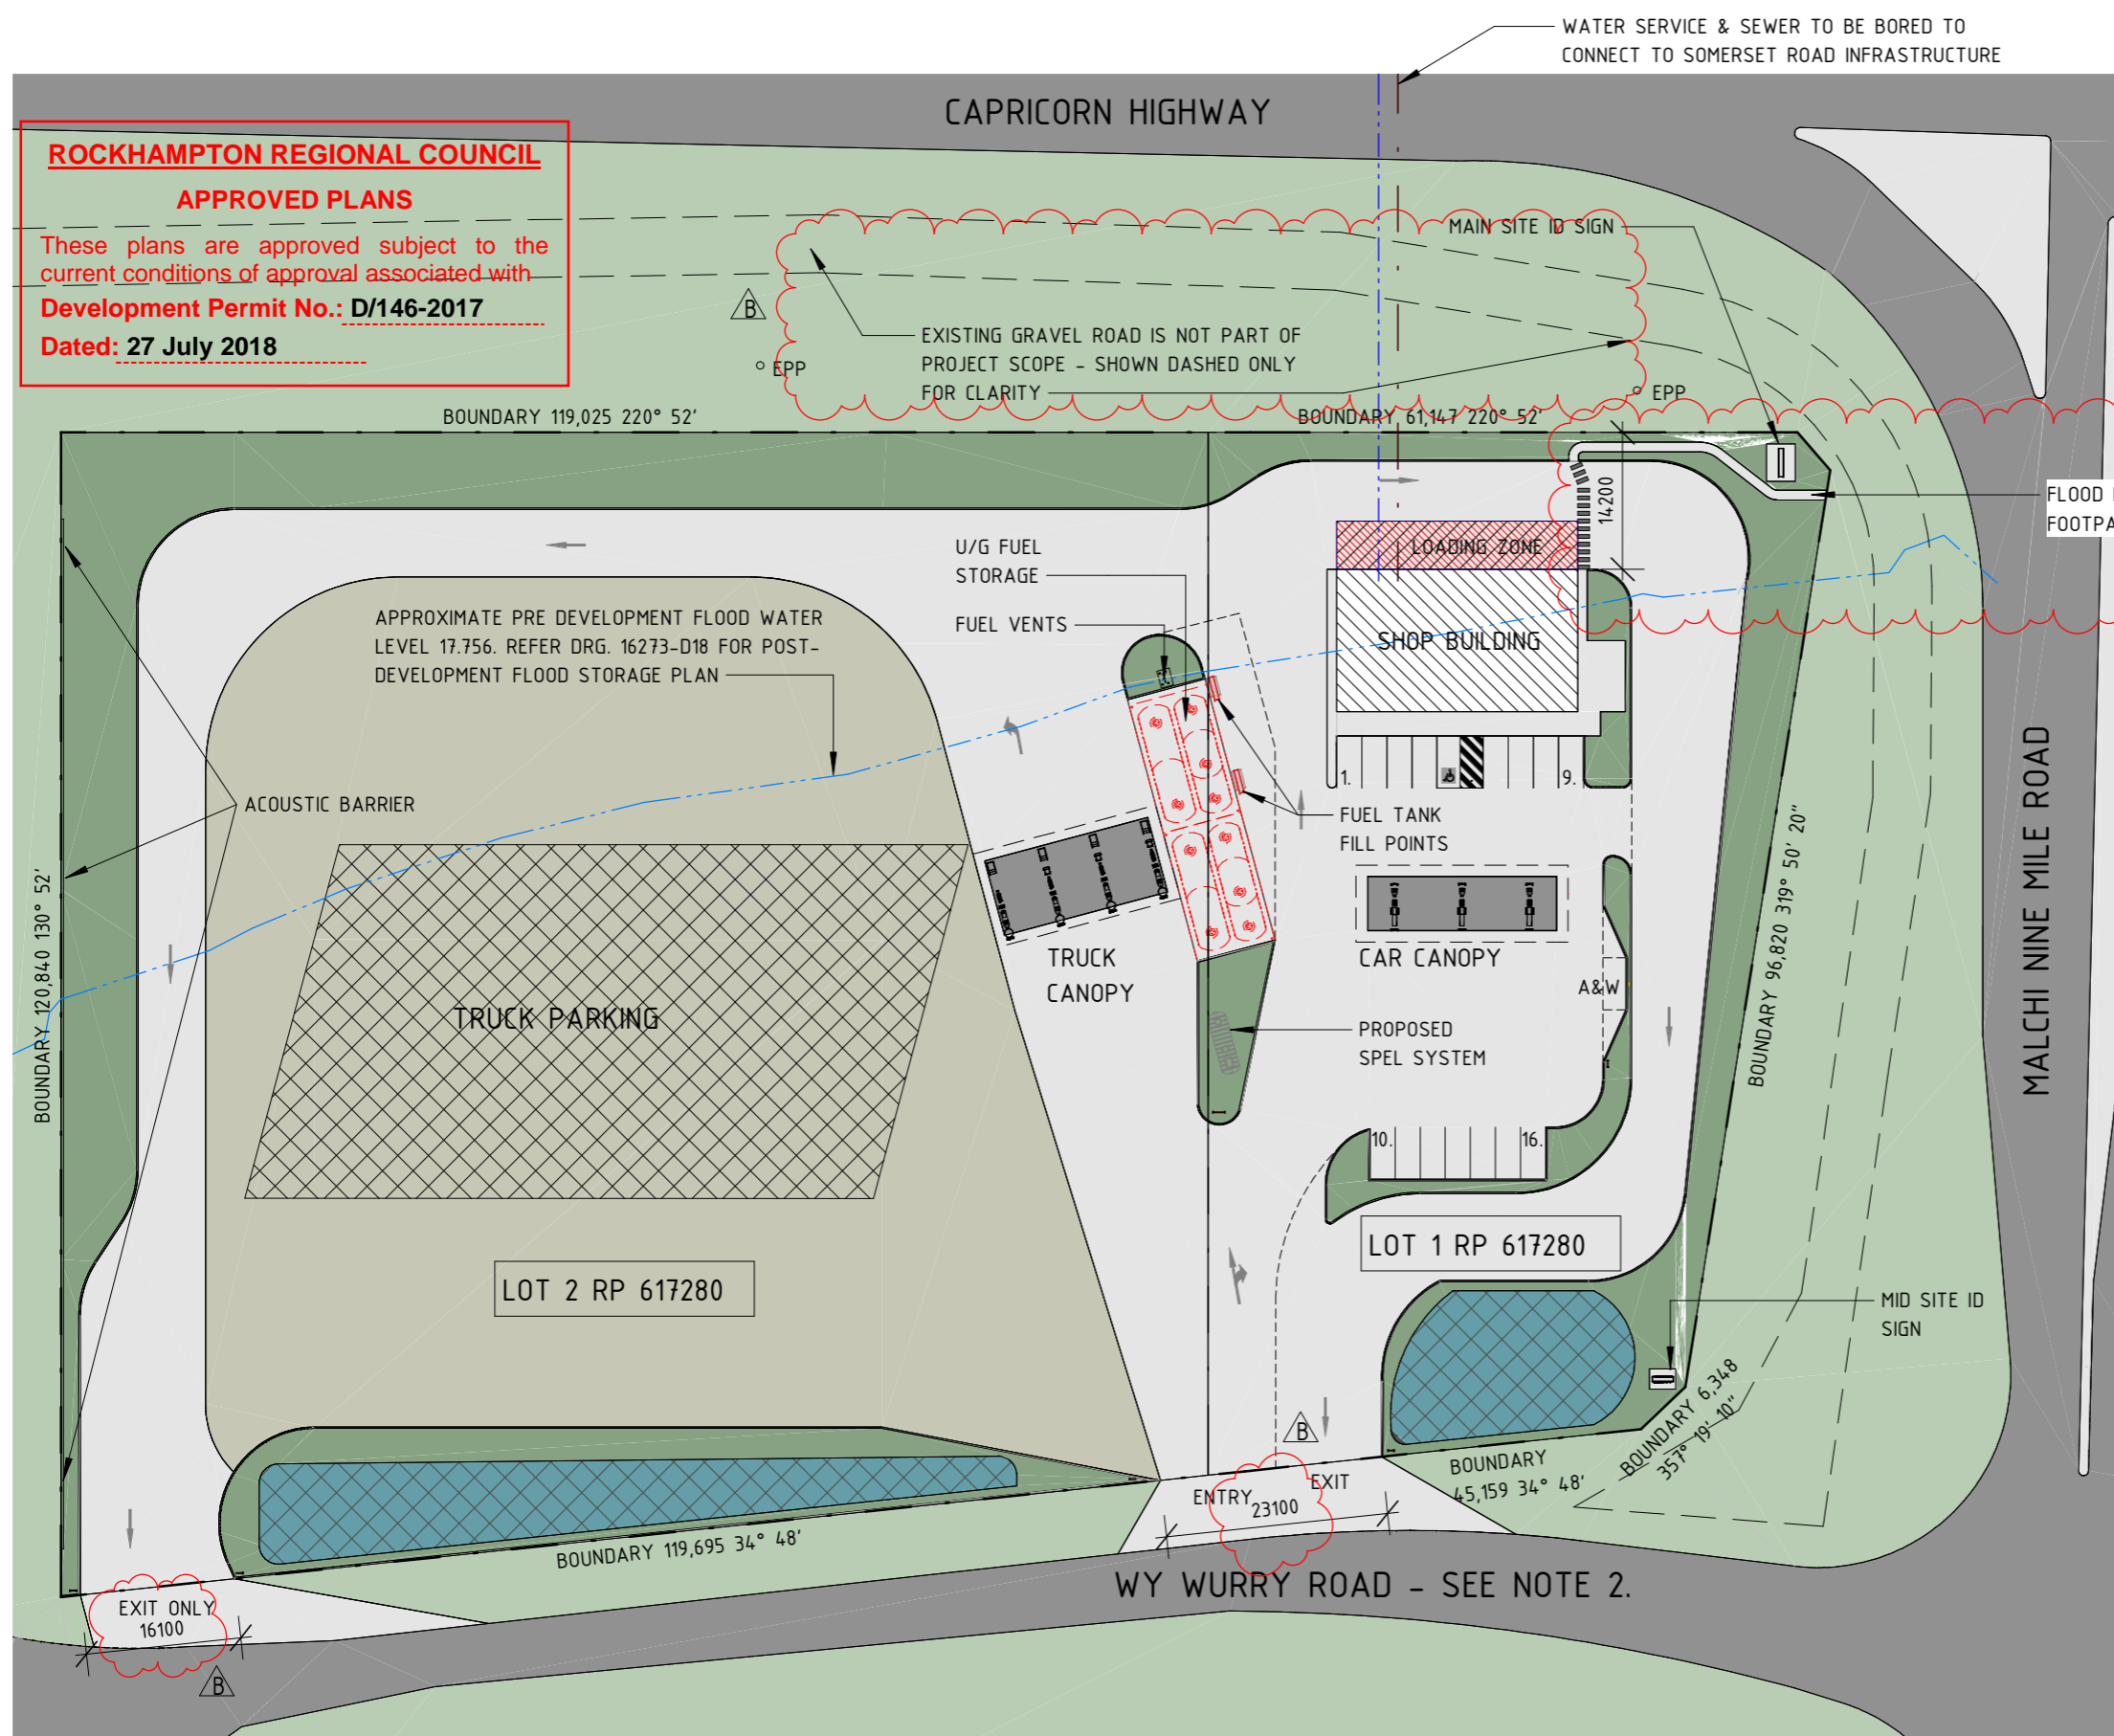 WATER SERVICE & SEWER TO BE BORED TO
CONNECT TO SOMERSET ROAD INFRASTRUCTURE
CAPRICORN HIGHWAY
ROCKHAMPTON REGIONAL COUNCIL
APPROVED PLANS
These plans are approved subject to the
current conditions of approval associated with
Development Permit No.: D/146-2017
Dated: 27 July 2018
MAIN SITE ID SIGN
B
EXISTING GRAVEL ROAD IS NOT PART OF
PROJECT SCOPE - SHOWN DASHED ONLY
FOR CLARITY
EPP
EPP
BOUNDARY 119,025 220° 52'
BOUNDARY 61,147 220° 52'
14200
FLOOD
FOOTPA
U/G FUEL
STORAGE
LOADING ZONE
FUEL VENTS
APPROXIMATE PRE DEVELOPMENT FLOOD WATER
LEVEL 17.756. REFER DRG. 16273-D18 FOR POST-
DEVELOPMENT FLOOD STORAGE PLAN
SHOP BUILDING
1.
9.
ACOUSTIC BARRIER
FUEL TANK
FILL POINTS
BOUNDARY 120,840 130° 52'
BOUNDARY 96,820 319° 50' 20"
MALCHI NINE MILE ROAD
TRUCK
CANOPY
CAR CANOPY
A&W
TRUCK PARKING
PROPOSED
SPEL SYSTEM
10.
16.
LOT 1 RP 617280
LOT 2 RP 617280
MID SITE ID
SIGN
B
BOUNDARY 6,348
357° 19' 10"
BOUNDARY
45,159 34° 48'
ENTRY
EXIT
23100
BOUNDARY 119,695 34° 48'
WY WURRY ROAD - SEE NOTE 2.
EXIT ONLY
16100
B